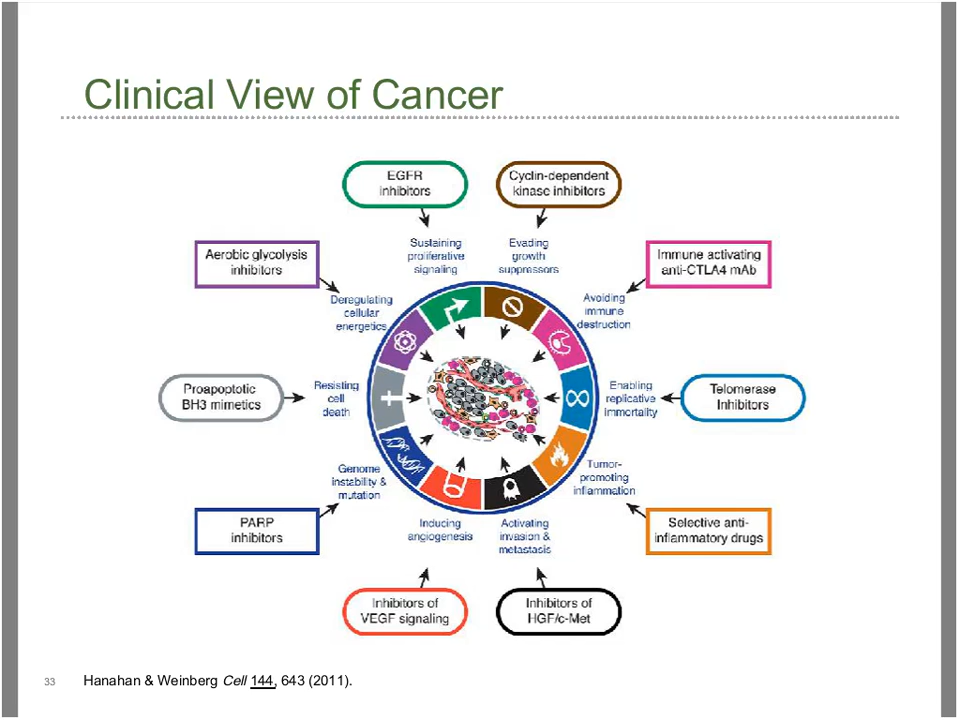 Clinical View of Cancer
EGFR
inhibitors
Cyclin-dependent
kinase inhibitors
Sustaining
proliferative
signaling
Evading
growth
suppressors
Aerobic glycolysis
inhibitors
Immune activating
anti-CTLA4 mAb
Deregulating
cellular
energetics
Avoiding
immune
destruction
Proapoptotic
BH3 mimetics
Resisting
cell
death
Enabling
replicative
Immortality
Telomerase
Inhibitors
Genome
instability &
mutation
Tumor-
promoting
inflammation
PARP
inhibitors
Selective anti-
inflammatory drugs
Inducing
angiogenesis
Activating
invasion &
metastasis
Inhibitors of
VEGF signaling
Inhibitors of
HGF/c-Met
33
Hanahan & Weinberg Cell 144, 643 (2011).